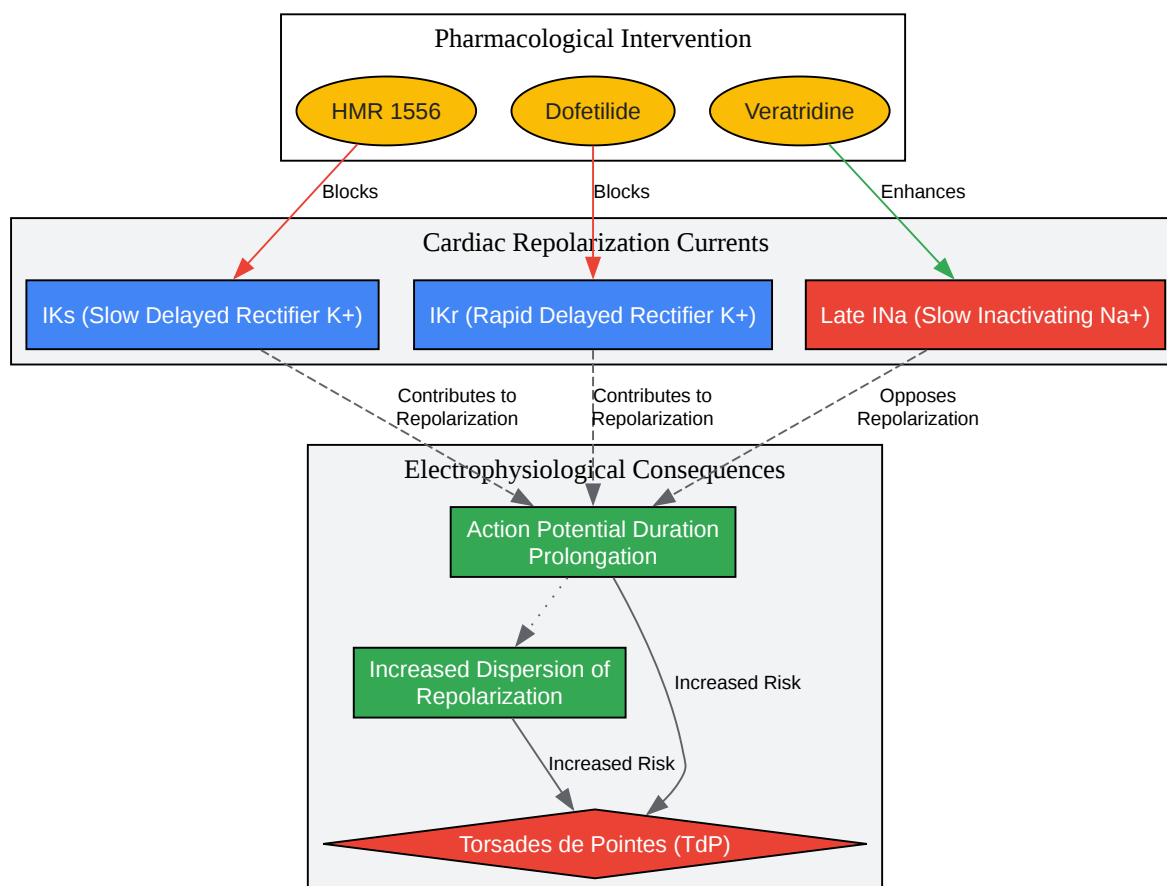 Pharmacological Intervention
HMR 1556
Dofetilide
Veratridine
Blocks
Blocks
Enhances
Cardiac Repolarization Currents
IKs (Slow Delayed Rectifier K+)
IKr (Rapid Delayed Rectifier K+)
Late INa (Slow Inactivating Na+)
Contributes to
Repolarization
Contributes to
Repolarization
Opposes
Repolarization
Electrophysiological Consequences
Action Potential Duration
Prolongation
Increased Dispersion of
Repolarization
Increased Risk
Increased Risk
Torsades de Pointes (TdP)